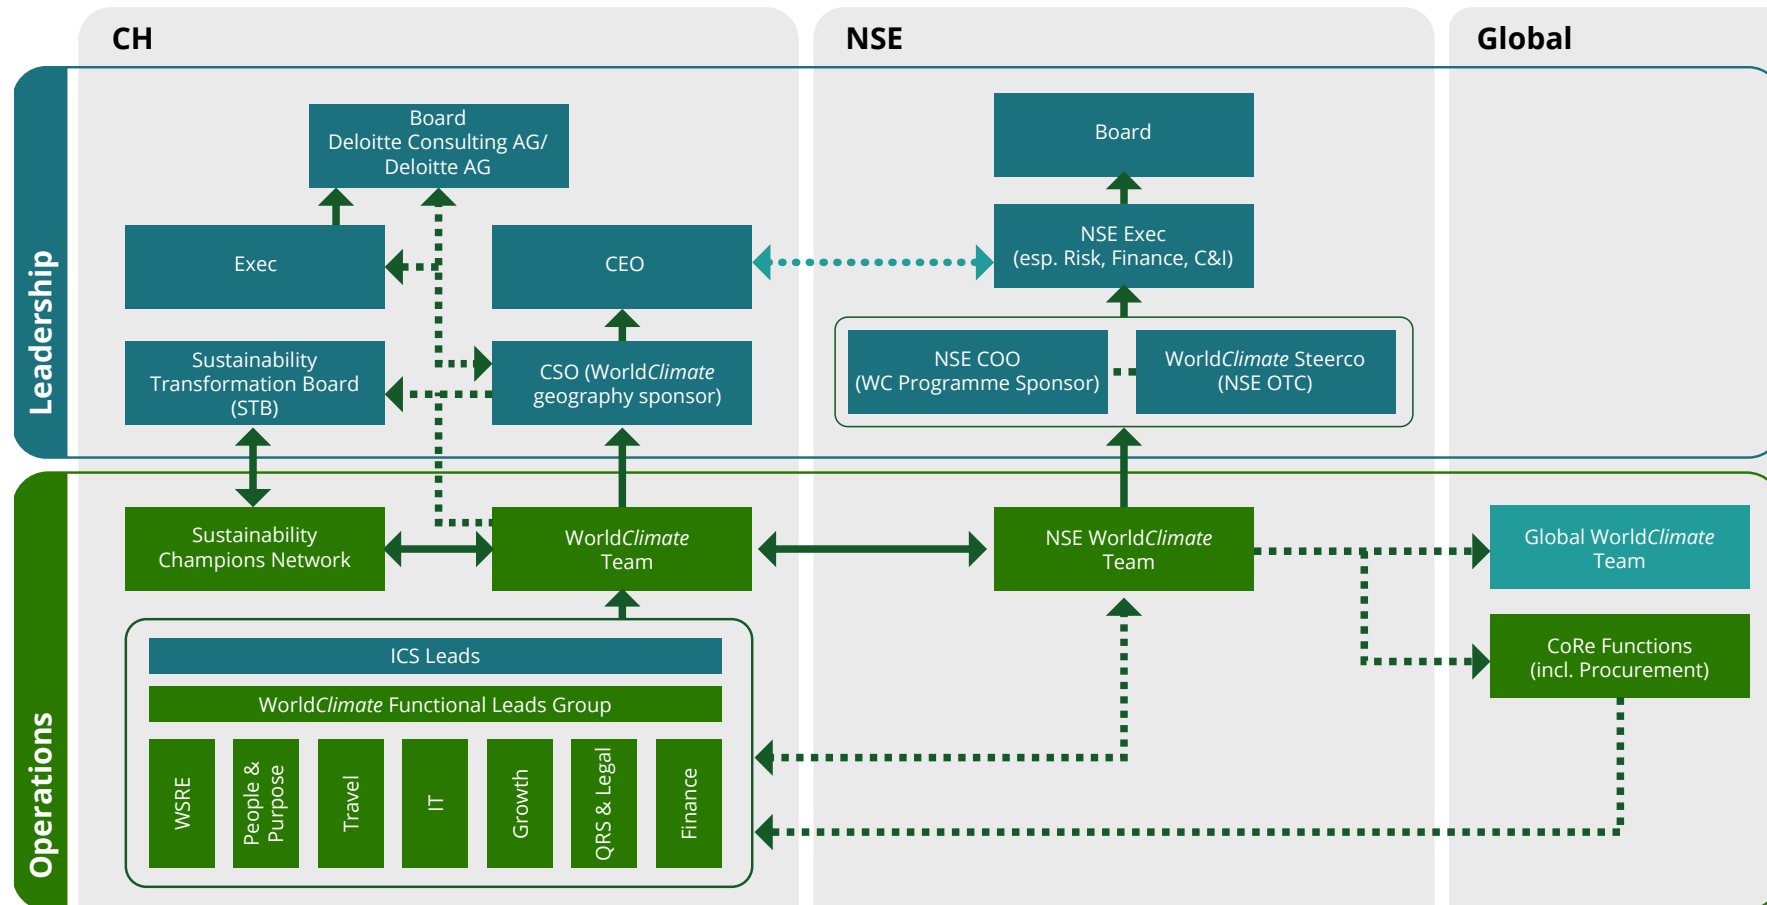 CH
NSE
Global
Leadership
Board
Deloitte Consulting AG/
Deloitte AG
Board
Exec
CEO
NSE Exec
(esp. Risk, Finance, C&I)
Sustainability
Transformation Board
(STB)
CSO (WorldClimate
geography sponsor)
NSE COO
(WC Programme Sponsor)
WorldClimate Steerco
(NSE OTC)
Operations
Sustainability
Champions Network
WorldClimate
Team
NSE WorldClimate
Team
Global WorldClimate
Team
CoRe Functions
(incl. Procurement)
ICS Leads
WorldClimate Functional Leads Group
WSRE
People &
Purpose
Travel
IT
Growth
QRS & Legal
Finance